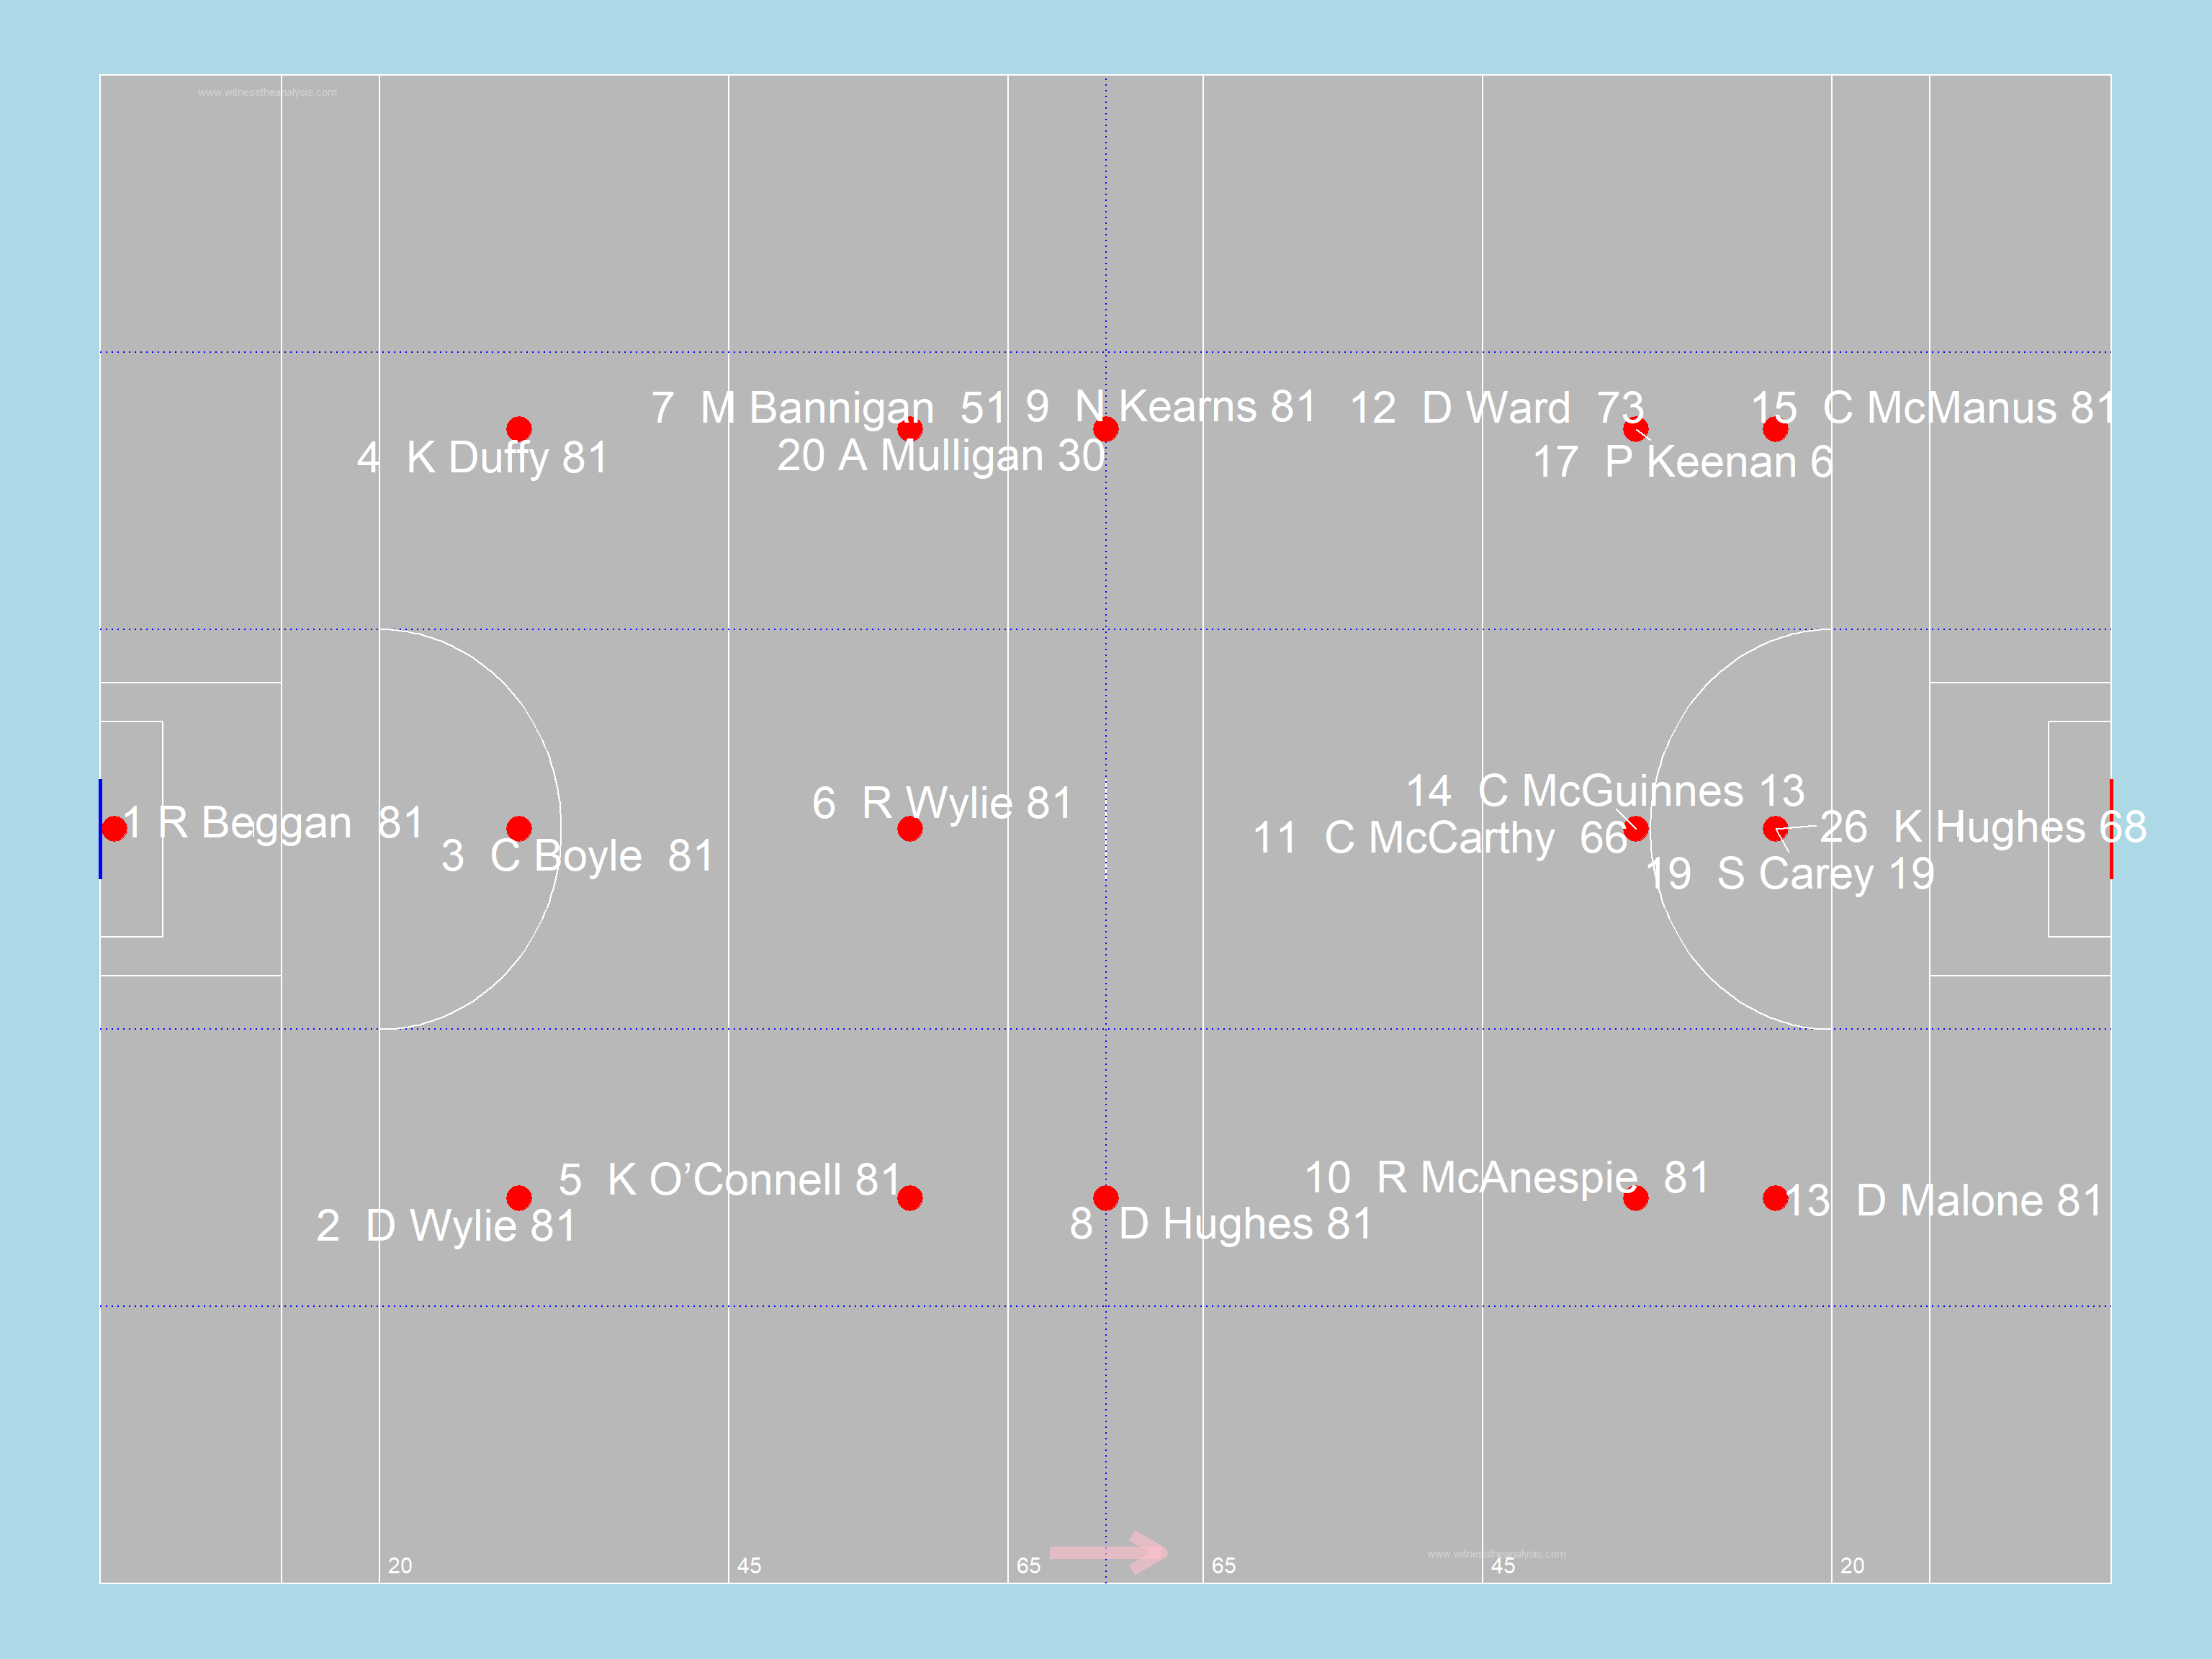 www.witnesstheanalysis.com
7 M Bannigan 51
9 N Kearns 81
12 D Ward 73
15 C McManus 81
4 K Duffy 81
20 A Mulligan 30
17 P Keenan 6
14 C McGuinnes 13
6 R Wylie 81
1 R Beggan 81
26 K Hughes 68
11 C McCarthy 66
3 C Boyle 81
19 S Carey 19
10 R McAnespie 81
5 K O’Connell 81
13 D Malone 81
2 D Wylie 81
8 D Hughes 81
www.witnesstheanalysis.com
20 45 65 65 45 20